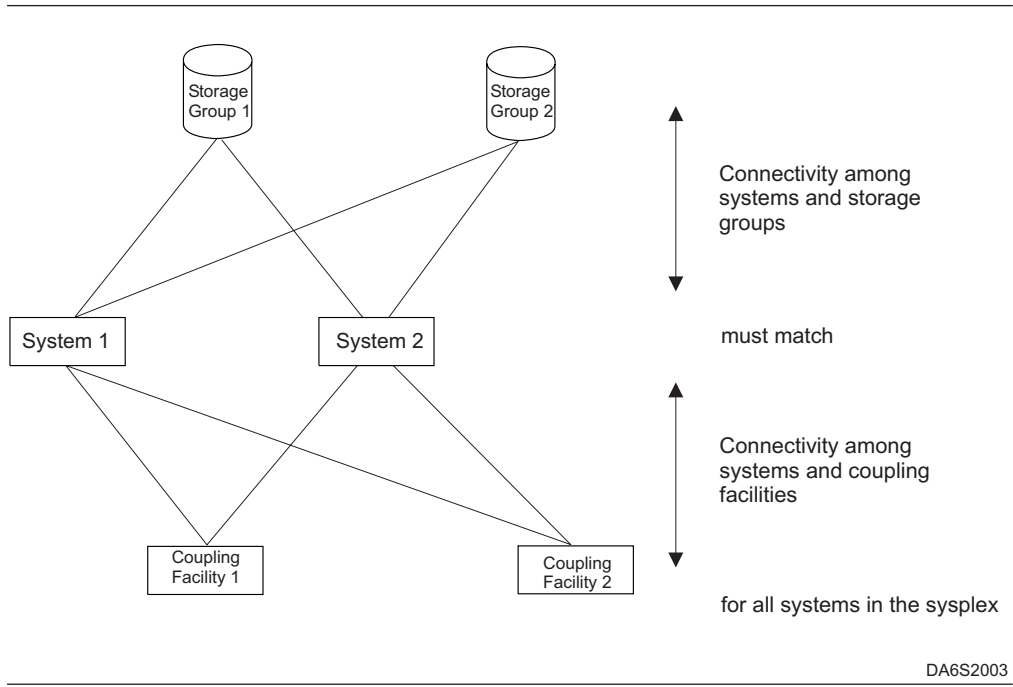 Storage
Group 1
Storage
Group 2
Connectivity among
systems and storage
groups
System 1
System 2
must match
Connectivity among
systems and coupling
facilities
Coupling
Facility 1
Coupling
Facility 2
for all systems in the sysplex
DA6S2003